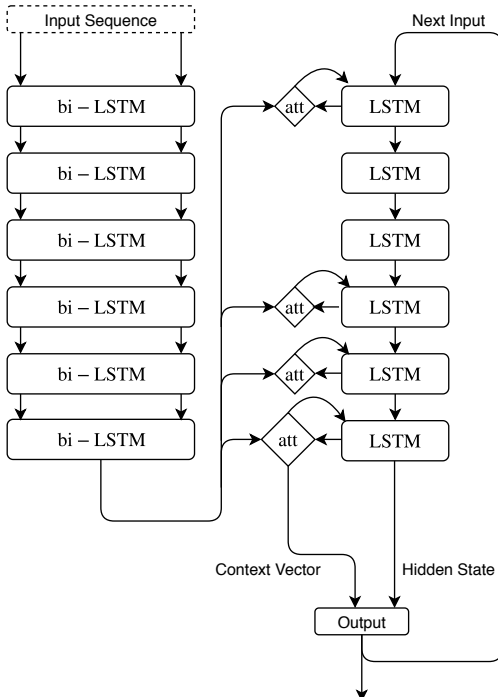 Input Sequence
Next Input
bi – LSTM
att
LSTM
bi – LSTM
LSTM
bi – LSTM
LSTM
bi – LSTM
att
LSTM
bi – LSTM
att
LSTM
bi – LSTM
att
LSTM
Context Vector
Hidden State
Output